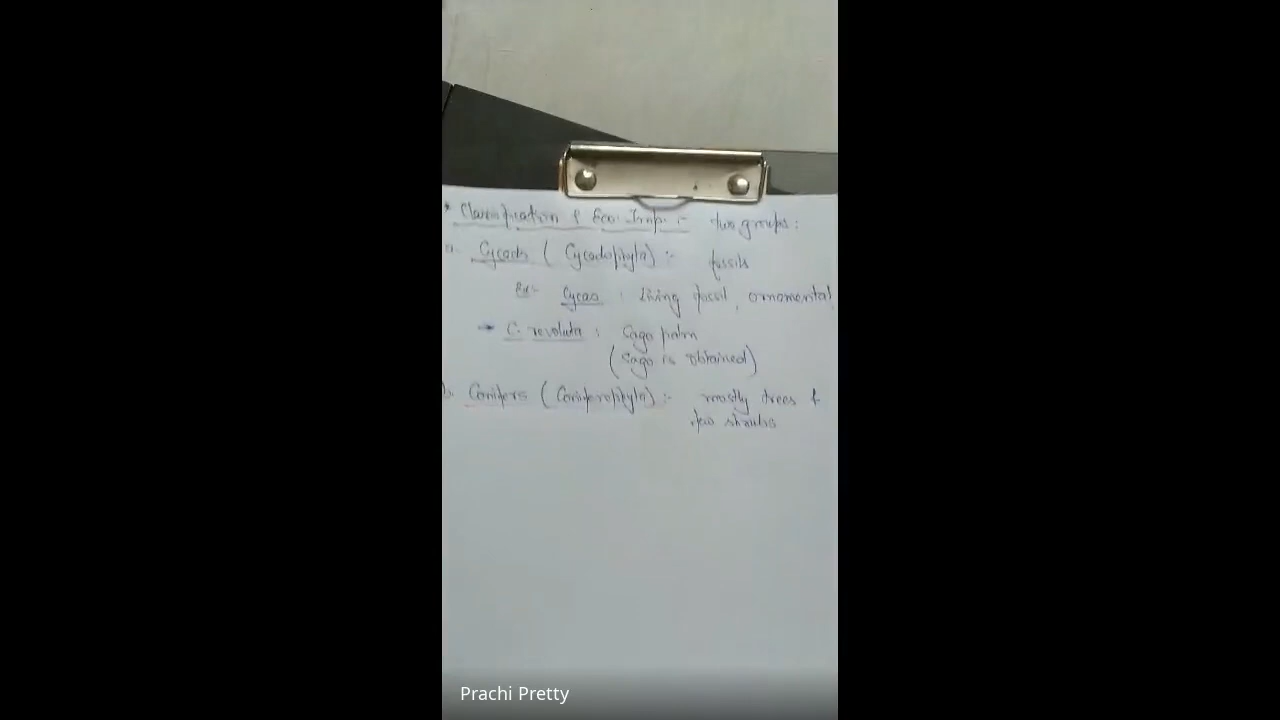 * Classification & Eco. Imp. :- two groups :
a. Cycads ( Cycadophyta) :- fossils
Ex:- Cycas : living fossil, ornamental
C. revoluta : Sago palm
(Sago is obtained)
b. Conifers ( Coniferophyta) :- mostly trees &
few shrubs
Prachi Pretty